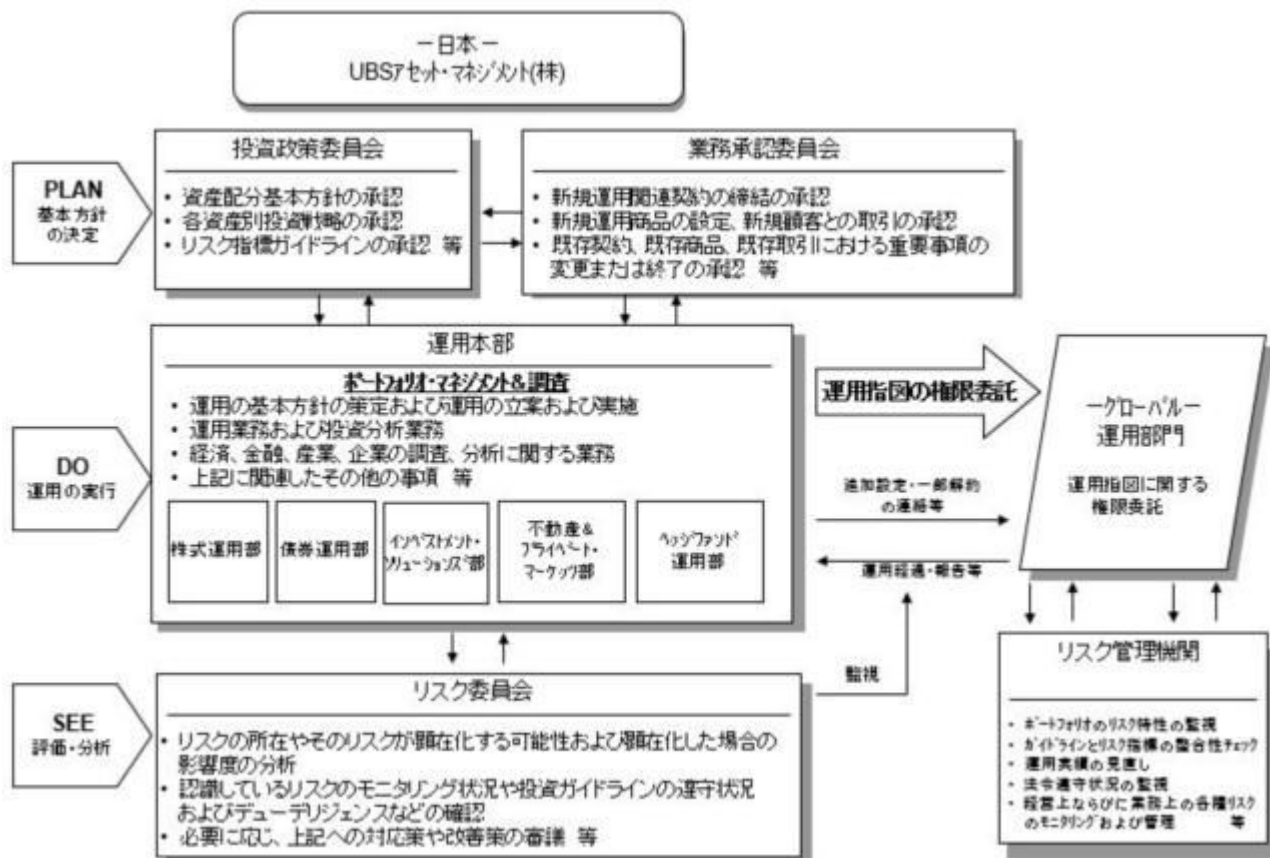 －日本－
UBSｱｾｯﾄ・ﾏﾈｼﾞﾒﾝﾄ(株)
PLAN
基本方針
の決定
投資政策委員会
• 資産配分基本方針の承認
• 各資産別投資戦略の承認
• リスク指標ガイドラインの承認 等
業務承認委員会
• 新規運用関連契約の締結の承認
• 新規運用商品の設定、新規顧客との取引の承認
• 既存契約、既存商品、既存取引における重要事項の
変更または終了の承認 等
DO
運用の実行
運用本部
ﾎﾟｰﾄﾌｫﾘｵ・ﾏﾈｼﾞﾒﾝﾄ&調査
• 運用の基本方針の策定および運用の立案および実施
• 運用業務および投資分析業務
• 経済、金融、産業、企業の調査、分析に関する業務
• 上記に関連したその他の事項 等
株式運用部
債券運用部
ｲﾝﾍﾞｽﾄﾒﾝﾄ・
ｿﾘｭｰｼｮﾝｽﾞ部
不動産&
ﾌﾟﾗｲﾍﾞｰﾄ・
ﾏｰｹｯﾂ部
ﾍｯｼﾞﾌｧﾝﾄﾞ
運用部
運用指図の権限委託
追加設定・一部解約
の連絡等
運用経過・報告等
監視
－ｸﾞﾛｰﾊﾞﾙ－
運用部門
運用指図に関する
権限委託
SEE
評価・分析
リスク委員会
• リスクの所在やそのリスクが顕在化する可能性および顕在化した場合の
影響度の分析
• 認識しているリスクのモニタリング状況や投資ガイドラインの遵守状況
およびデューデリジェンスなどの確認
• 必要に応じ、上記への対応策や改善策の審議 等
リスク管理機関
• ﾎﾟｰﾄﾌｫﾘｵのﾘｽｸ特性の監視
• ｶﾞｲﾄﾞﾗｲﾝとﾘｽｸ指標の整合性ﾁｪｯｸ
• 運用実績の見直し
• 法令遵守状況の監視
• 経営上ならびに業務上の各種ﾘｽｸ
のﾓﾆﾀﾘﾝｸﾞおよび管理 等